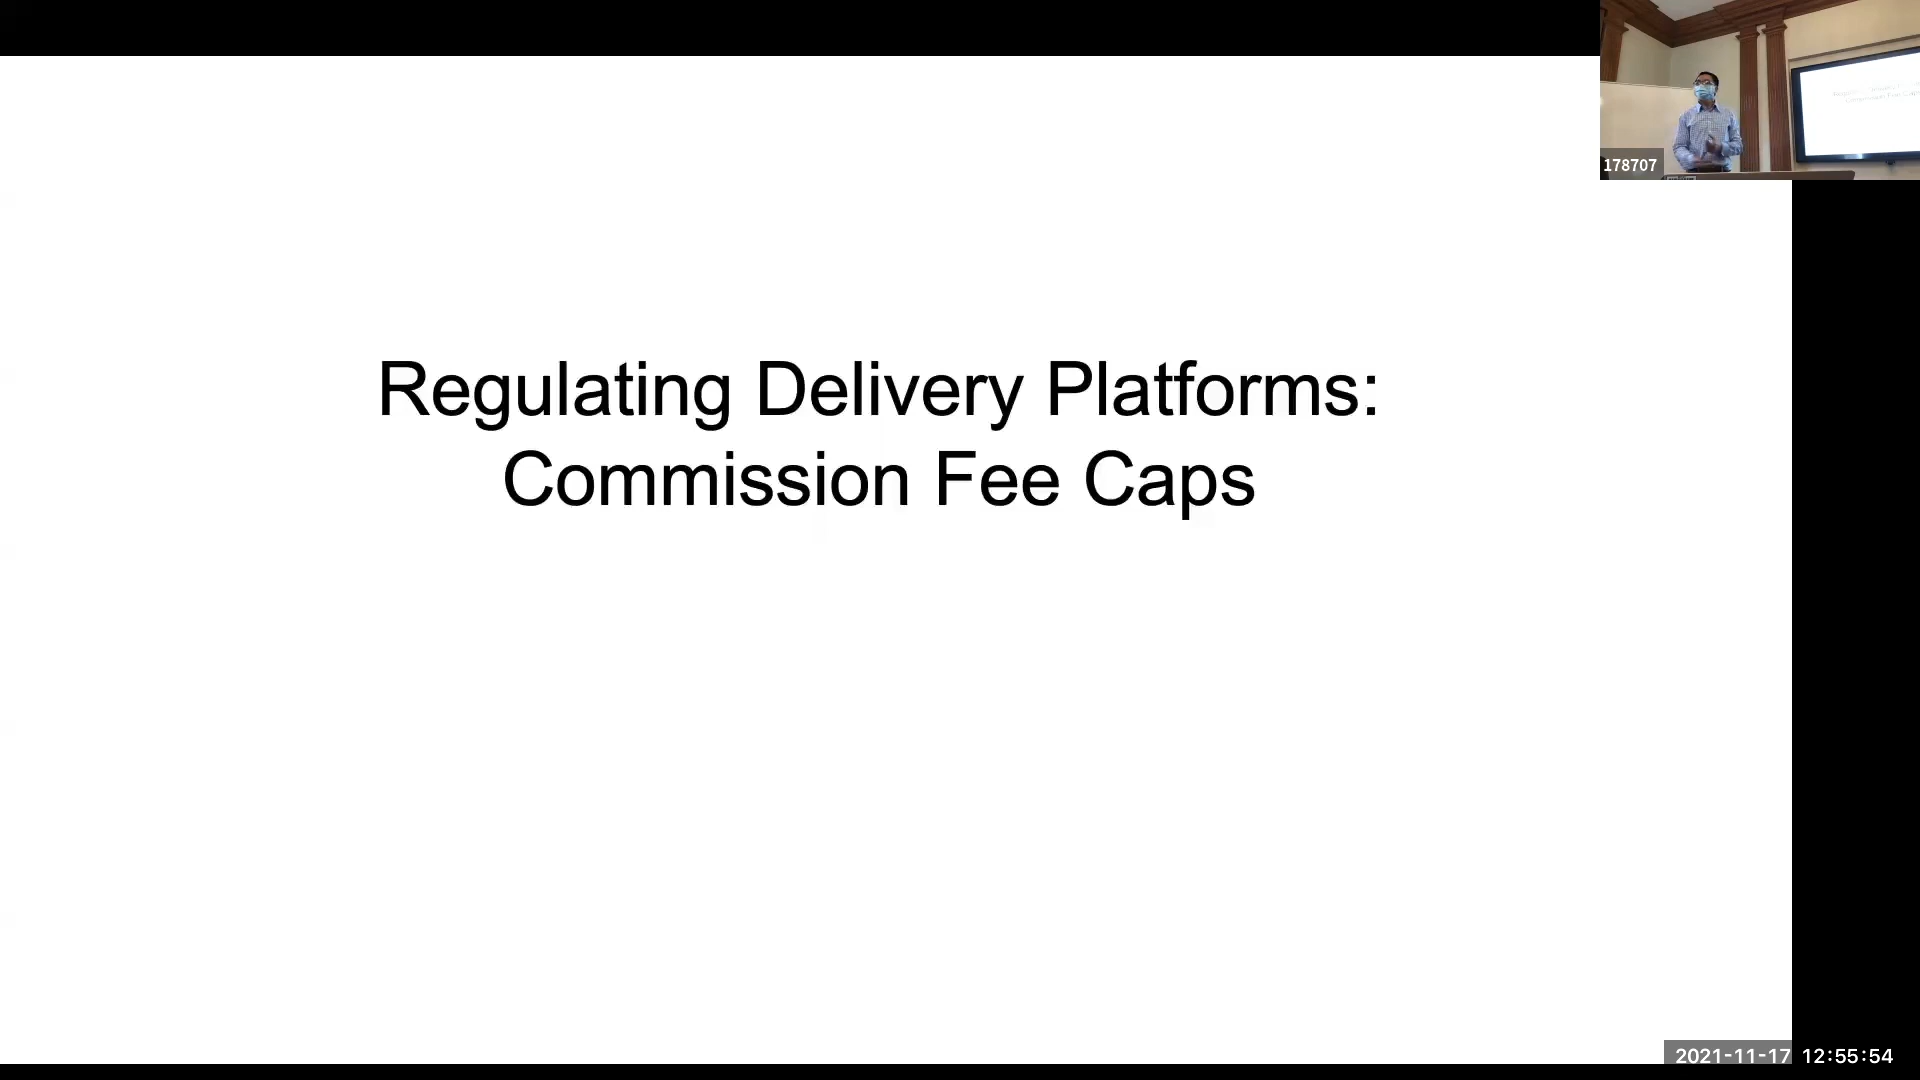 Regulating Delivery Platforms:
Commission Fee Caps
178707
2021-11-17 12:55:54